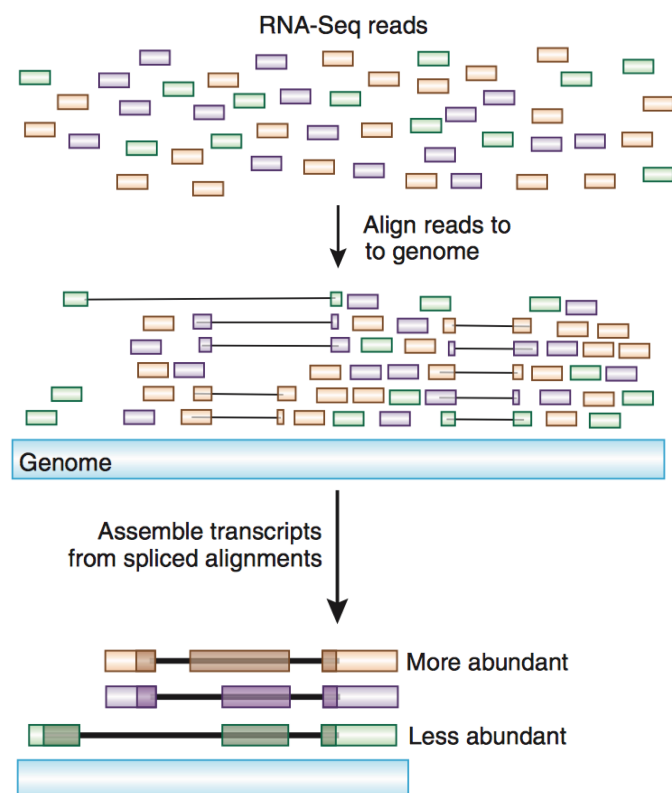 RNA-Seq reads
Align reads to
to genome
Genome
Assemble transcripts
from spliced alignments
More abundant
Less abundant